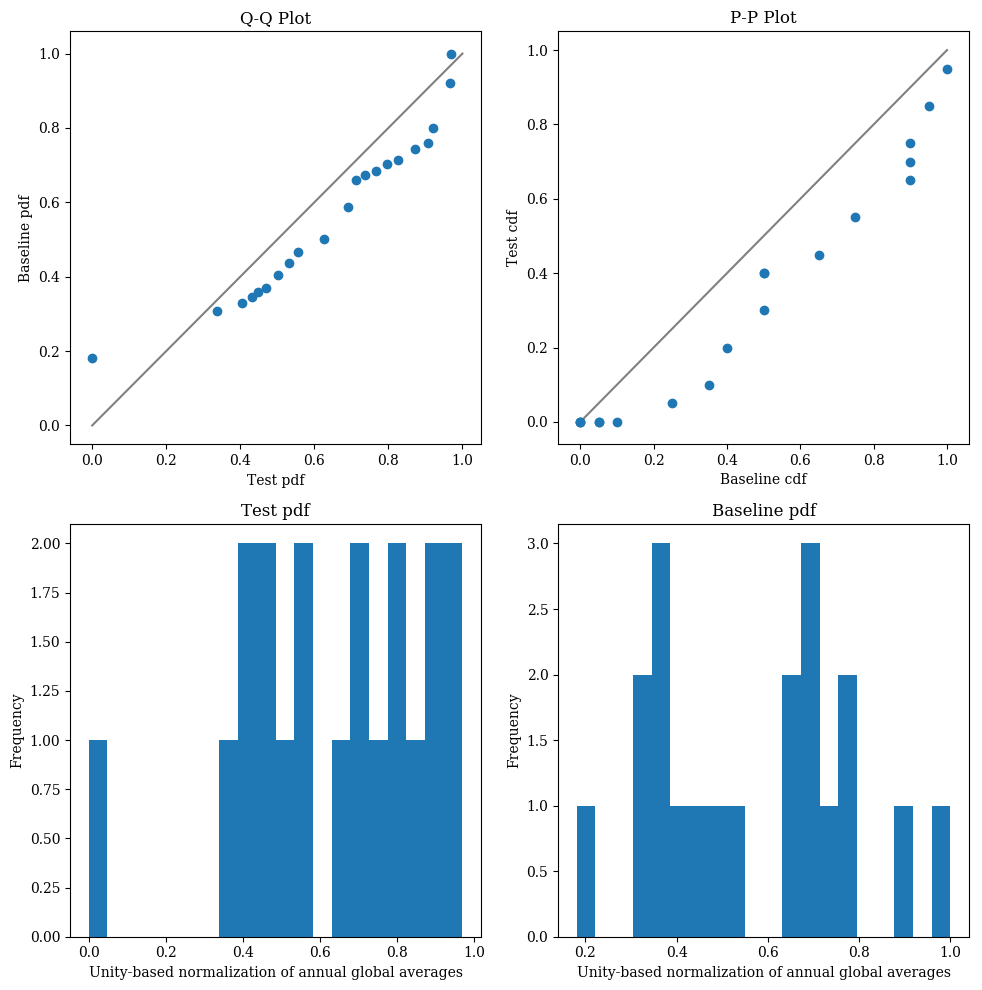 Q-Q Plot
1.0
0.8
0.6
0.4
0.2
0.0
Baseline pdf
0.0 0.2 0.4 0.6 0.8 1.0
Test pdf
P-P Plot
1.0
0.8
0.6
0.4
0.2
0.0
Test cdf
0.0 0.2 0.4 0.6 0.8 1.0
Baseline cdf
Test pdf
2.00
1.75
1.50
1.25
1.00
0.75
0.50
0.25
0.00
Frequency
0.0 0.2 0.4 0.6 0.8 1.0
Unity-based normalization of annual global averages
Baseline pdf
3.0
2.5
2.0
1.5
1.0
0.5
0.0
Frequency
0.2 0.4 0.6 0.8 1.0
Unity-based normalization of annual global averages